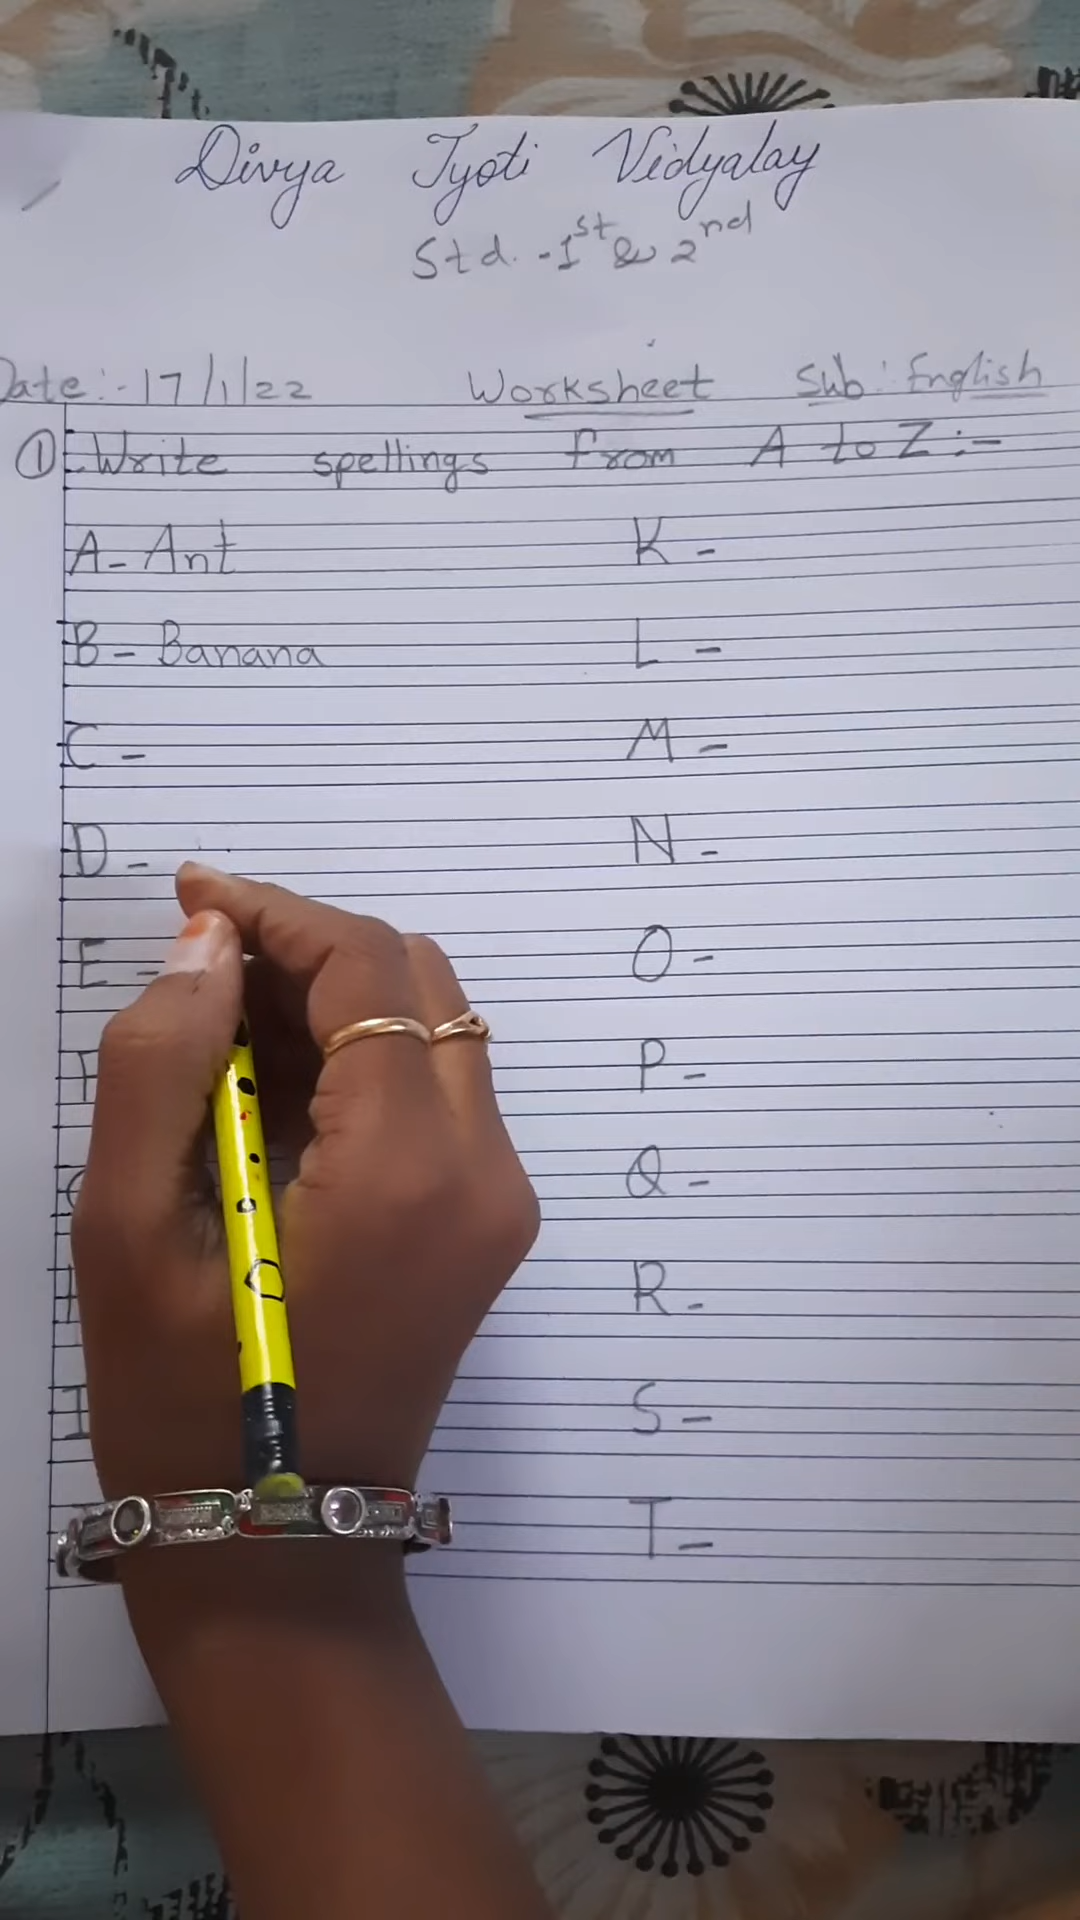 Divya Jyoti Vidyalay
Std. - 1st & 2nd
Date:- 17/1/22 Worksheet Sub: English
① Write spellings from A to Z :-
A - Ant K -
B - Banana L -
C - M -
D - N -
E - O -
F P -
Q -
H R -
I S -
T -